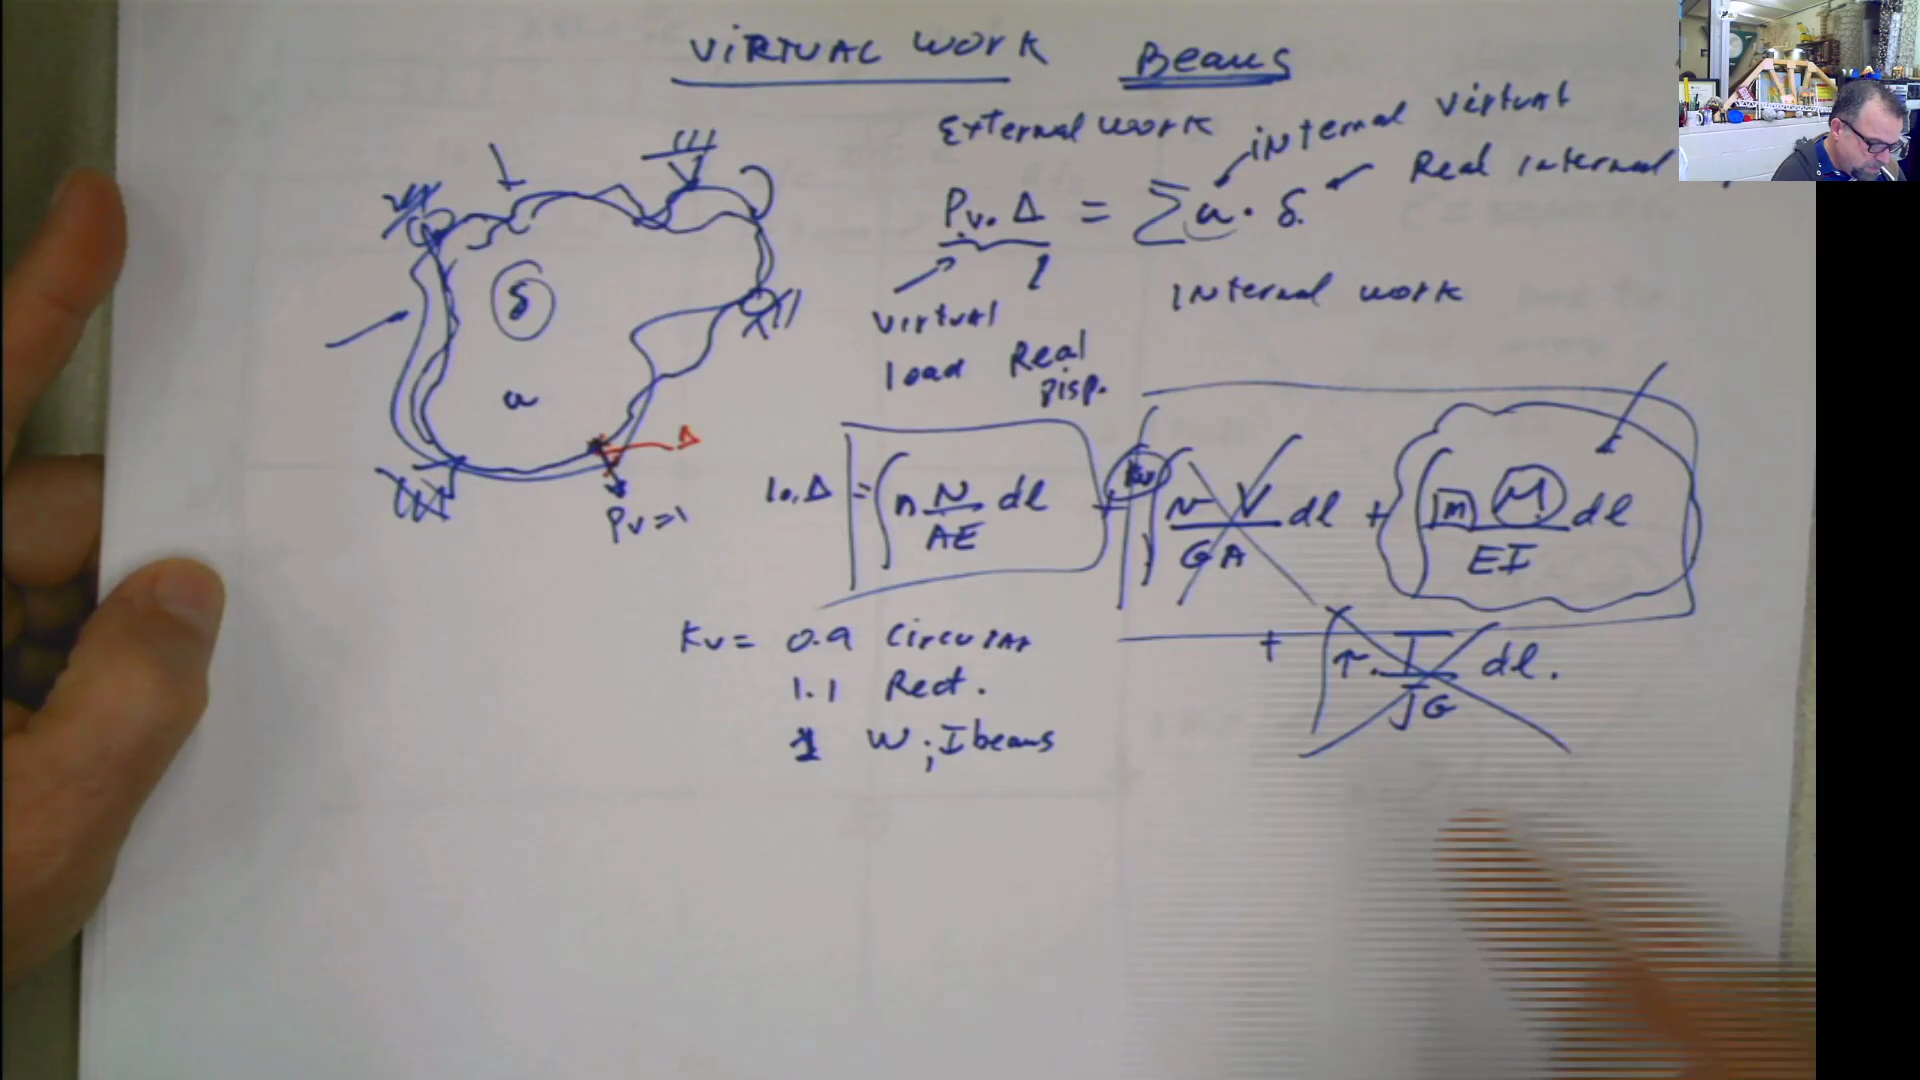 VIRTUAL WORK Beams
External work
internal virtual
Real internal
Pv. Δ = Σ u · δ.
Internal work
virtual
load
Real
Disp.
δ
u
Δ
Pv=1
1.Δ = ∫ n N/AE dl + Kv ∫ v V/GA dl + ∫ m M/EI dl
+ ∫ τ. T/JG dl.
Kv = 0.9 Circular
1.1 Rect.
1 W; I beams